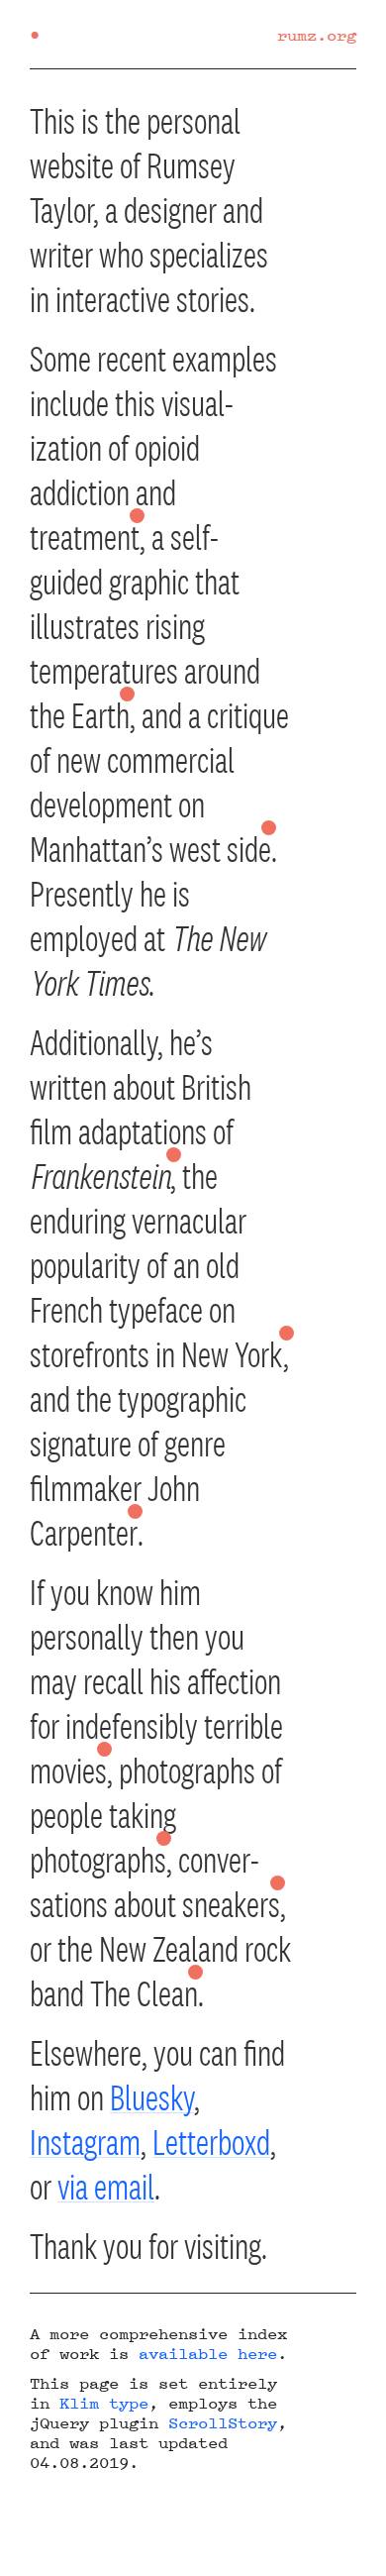 rumz.org
This is the personal
website of Rumsey
Taylor, a designer and
writer who specializes
in interactive stories.
Some recent examples
include this visual-
ization of opioid
addiction and
treatment, a self-
guided graphic that
illustrates rising
temperatures around
the Earth, and a critique
of new commercial
development on
Manhattan’s west side.
Presently he is
employed at The New
York Times.
Additionally, he’s
written about British
film adaptations of
Frankenstein, the
enduring vernacular
popularity of an old
French typeface on
storefronts in New York,
and the typographic
signature of genre
filmmaker John
Carpenter.
If you know him
personally then you
may recall his affection
for indefensibly terrible
movies, photographs of
people taking
photographs, conver-
sations about sneakers,
or the New Zealand rock
band The Clean.
Elsewhere, you can find
him on Bluesky,
Instagram, Letterboxd,
or via email.
Thank you for visiting.
A more comprehensive index
of work is available here.
This page is set entirely
in Klim type, employs the
jQuery plugin ScrollStory,
and was last updated
04.08.2019.